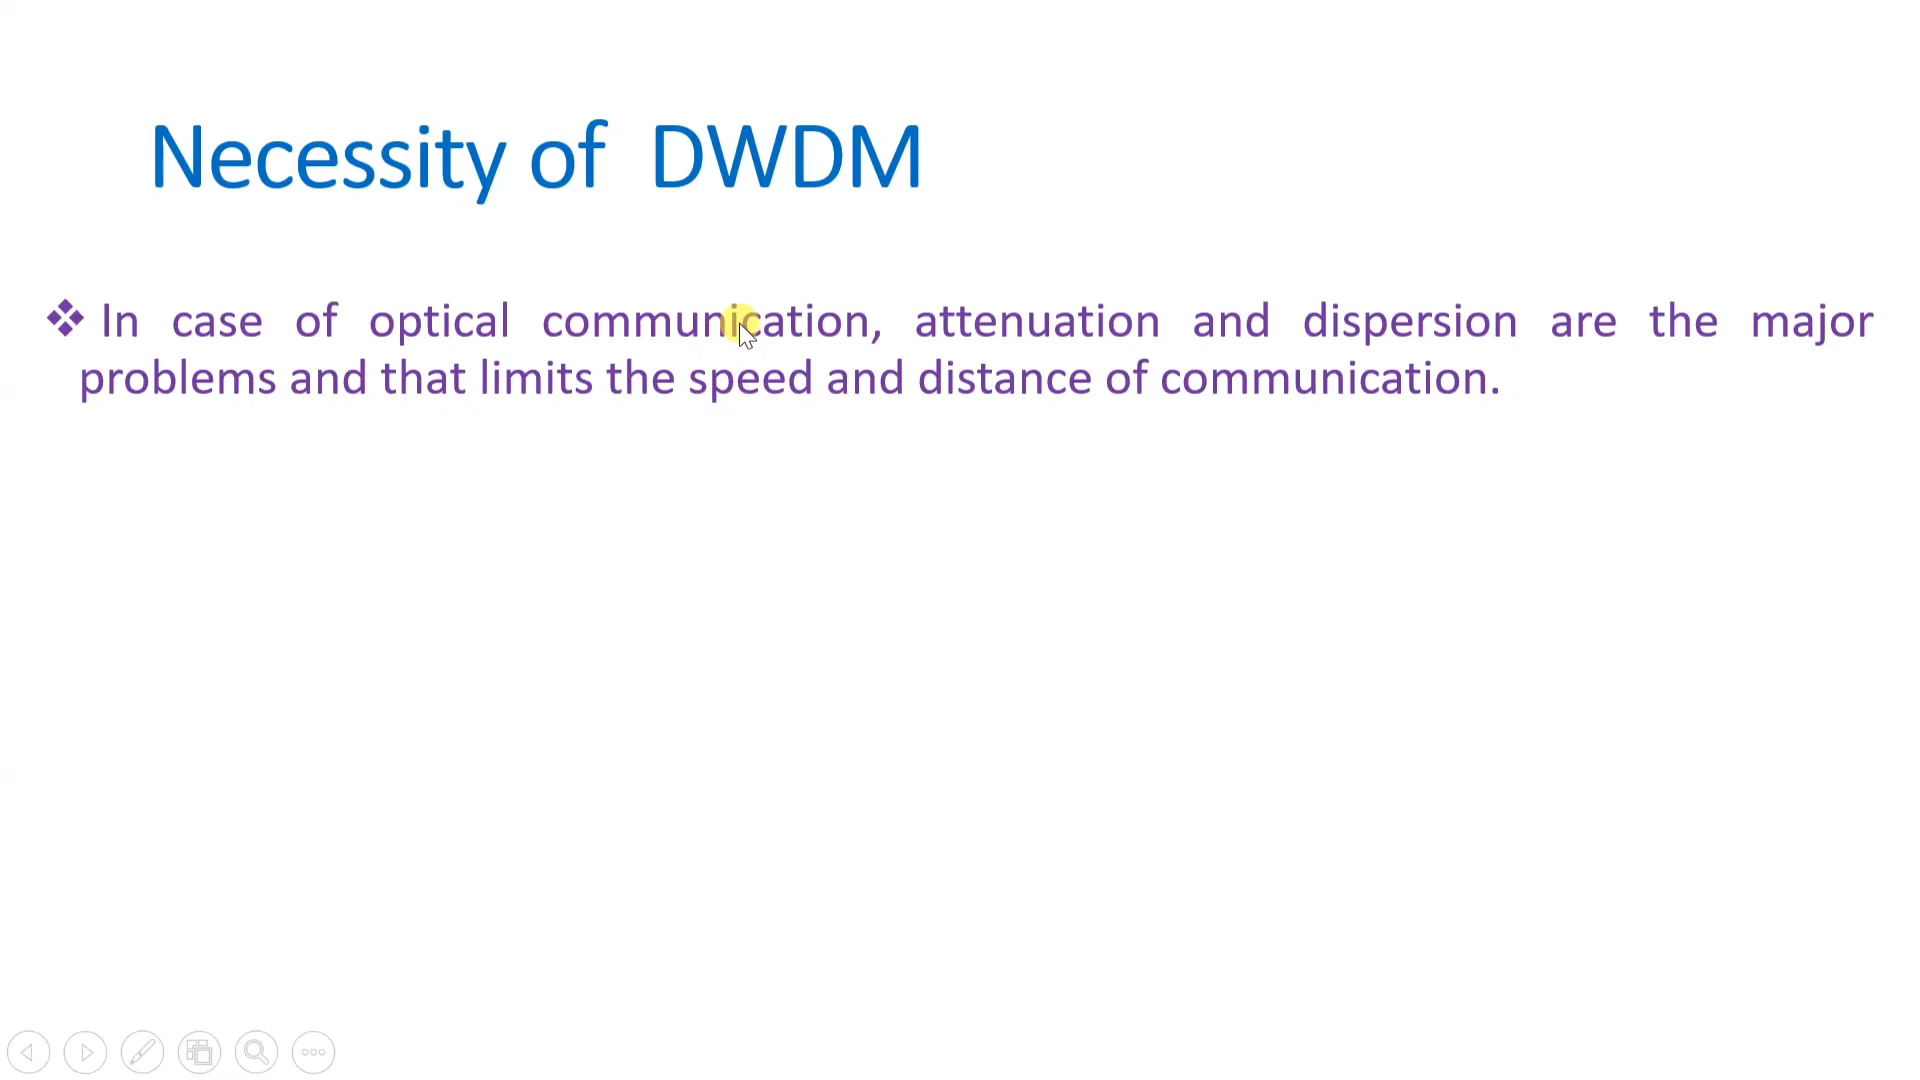 Necessity of DWDM
In case of optical communication, attenuation and dispersion are the major
problems and that limits the speed and distance of communication.